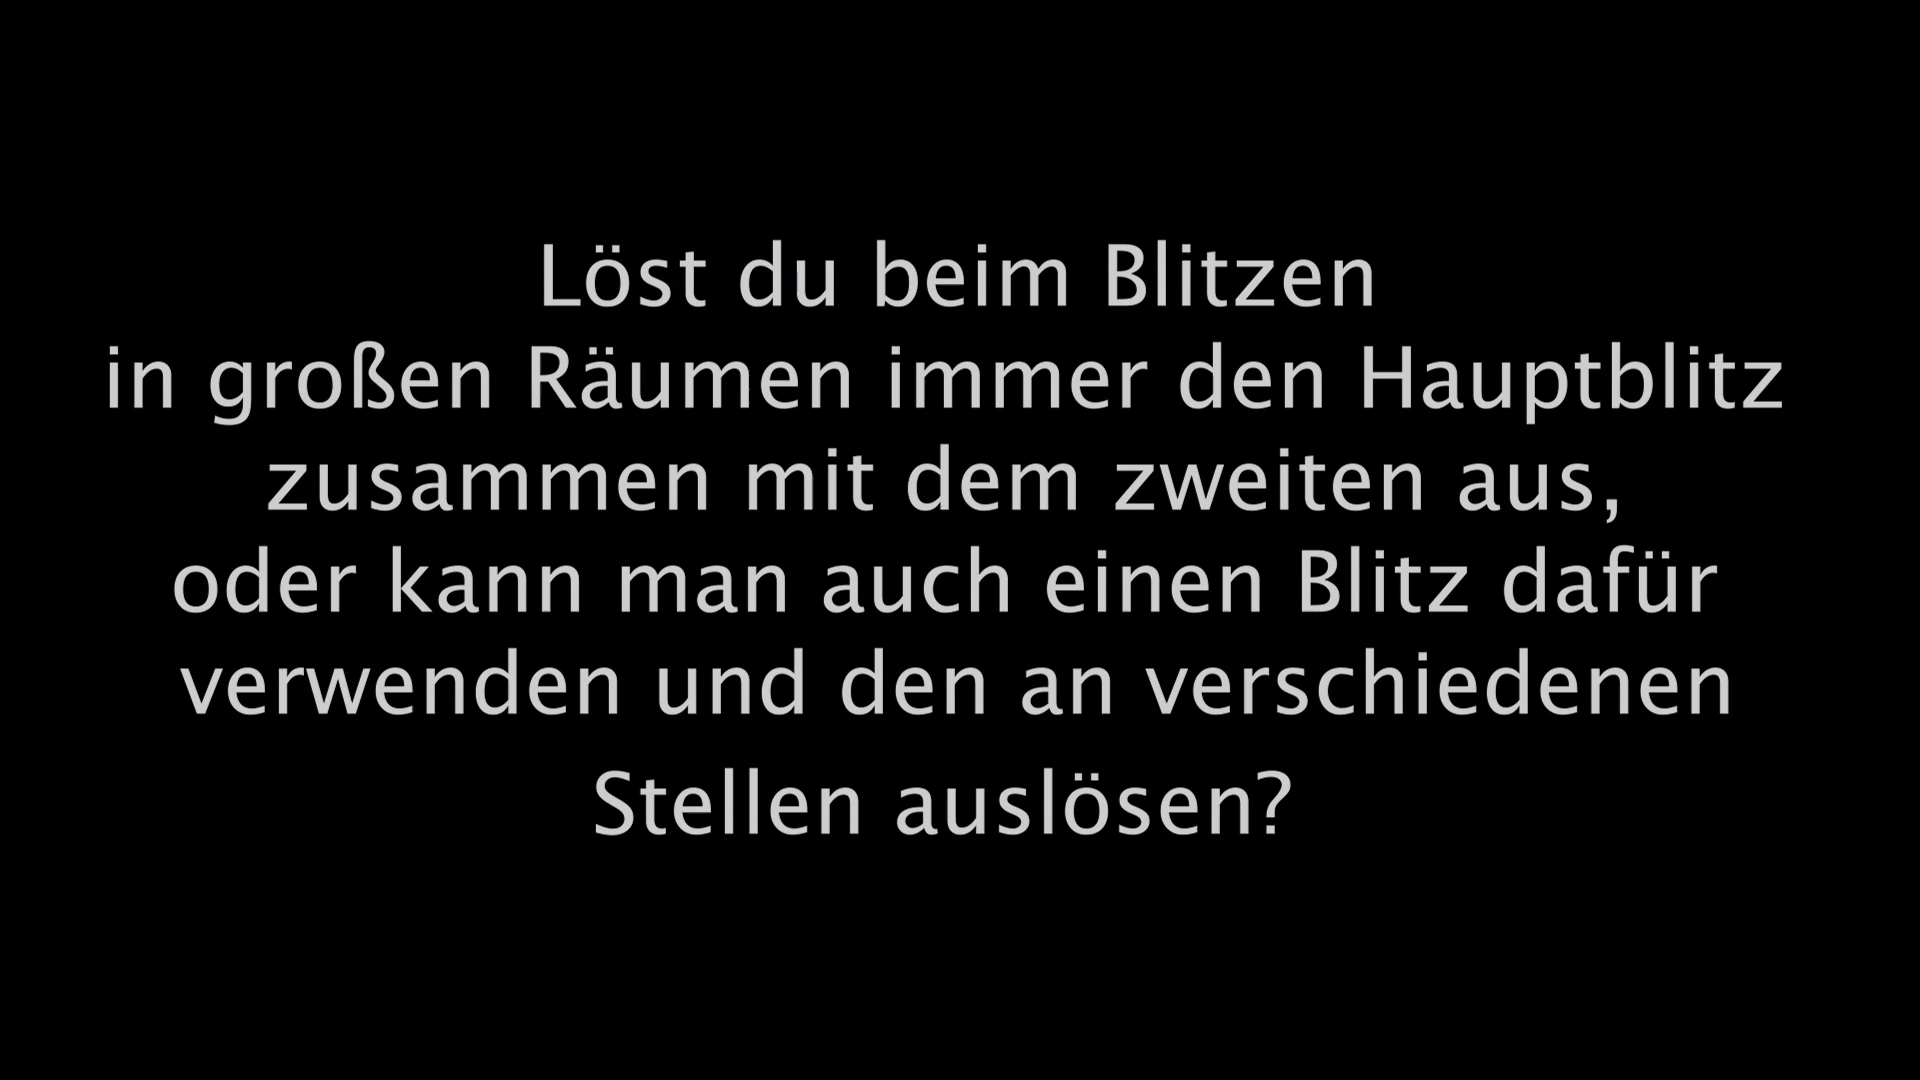 Löst du beim Blitzen
in großen Räumen immer den Hauptblitz
zusammen mit dem zweiten aus,
oder kann man auch einen Blitz dafür
verwenden und den an verschiedenen
Stellen auslösen?